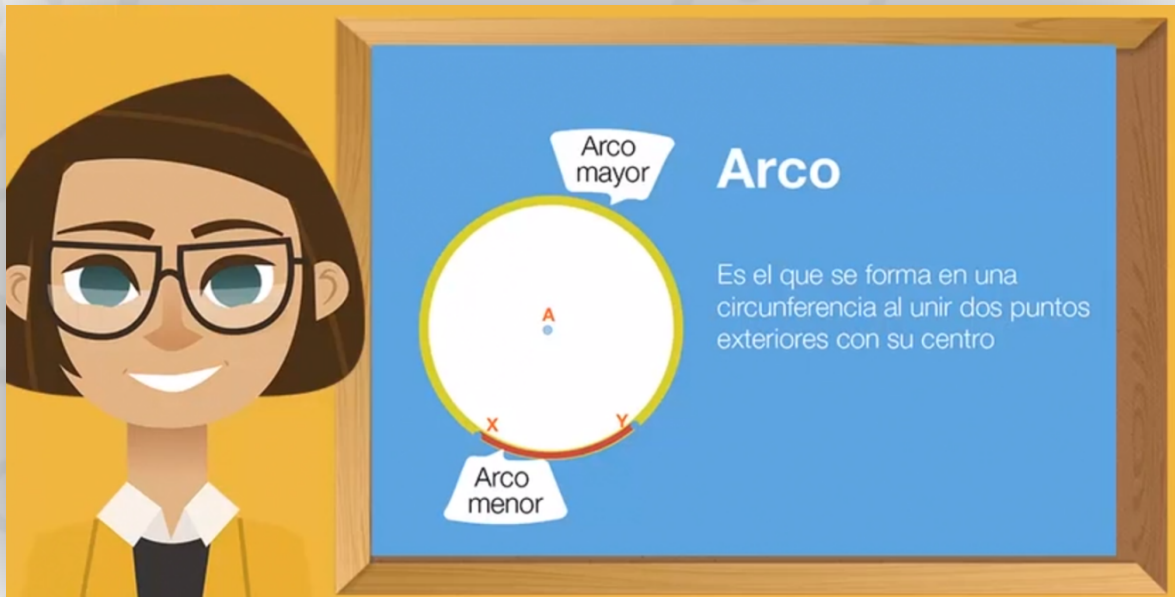 Arco
mayor
Arco
Es el que se forma en una
circunferencia al unir dos puntos
exteriores con su centro
A
X
Y
Arco
menor